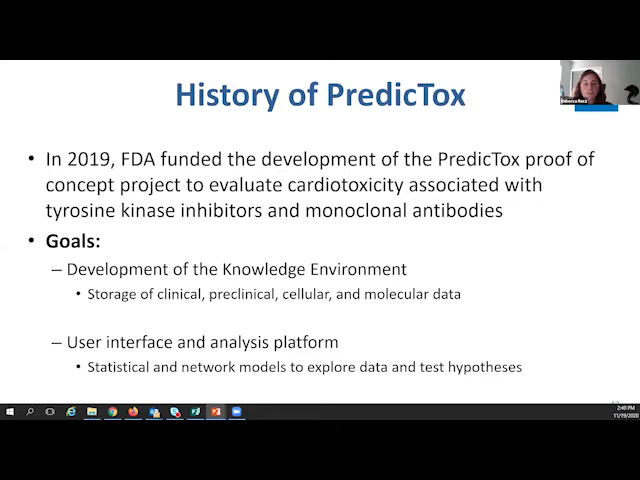 History of PredicTox
Rebecca Racz
• In 2019, FDA funded the development of the PredicTox proof of
concept project to evaluate cardiotoxicity associated with
tyrosine kinase inhibitors and monoclonal antibodies
• Goals:
– Development of the Knowledge Environment
• Storage of clinical, preclinical, cellular, and molecular data
– User interface and analysis platform
• Statistical and network models to explore data and test hypotheses
2:40 PM
11/19/2020